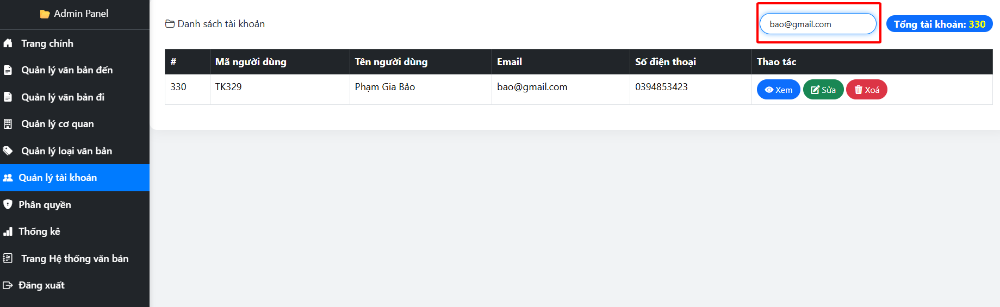 Admin Panel
Trang chính
Quản lý văn bản đến
Quản lý văn bản đi
Quản lý cơ quan
Quản lý loại văn bản
Quản lý tài khoản
Phân quyền
Thống kê
Trang Hệ thống văn bản
Đăng xuất
Danh sách tài khoản
bao@gmail.com
Tổng tài khoản: 330
# Mã người dùng Tên người dùng Email Số điện thoại Thao tác
330 TK329 Phạm Gia Bảo bao@gmail.com 0394853423 Xem Sửa Xoá